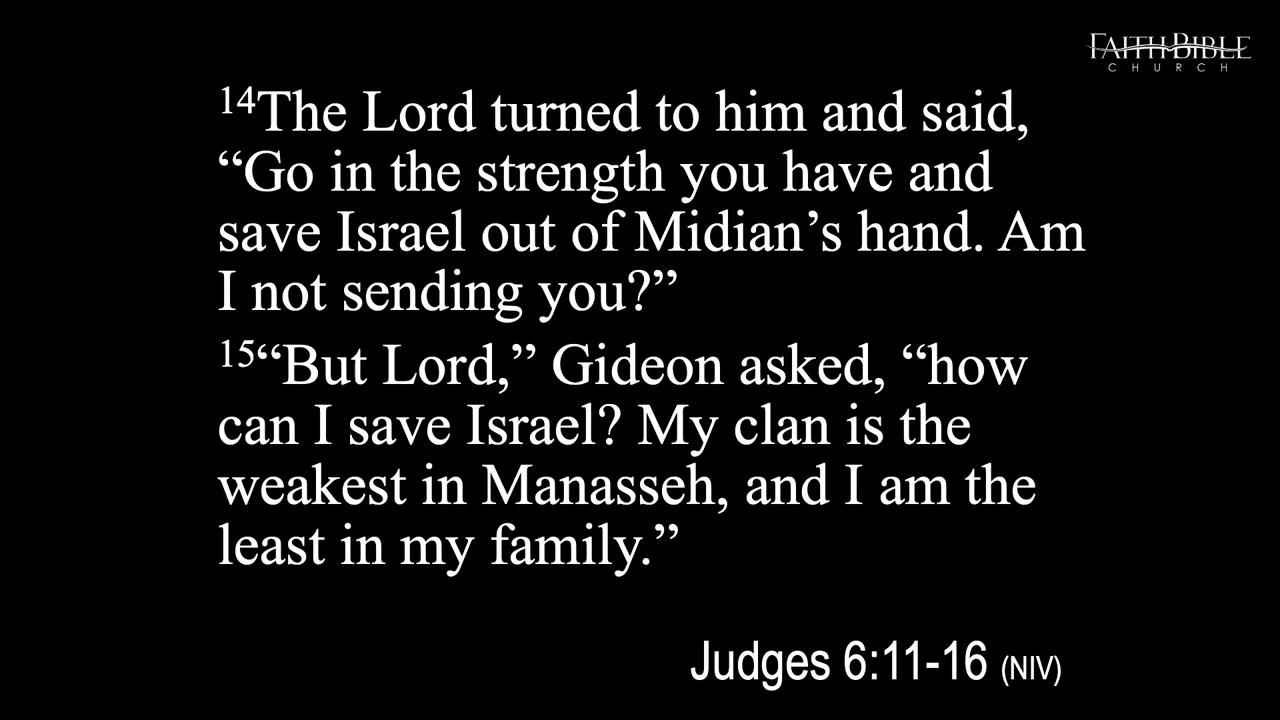 FAITH BIBLE
CHURCH
14The Lord turned to him and said,
“Go in the strength you have and
save Israel out of Midian’s hand. Am
I not sending you?”
15“But Lord,” Gideon asked, “how
can I save Israel? My clan is the
weakest in Manasseh, and I am the
least in my family.”
Judges 6:11-16 (NIV)